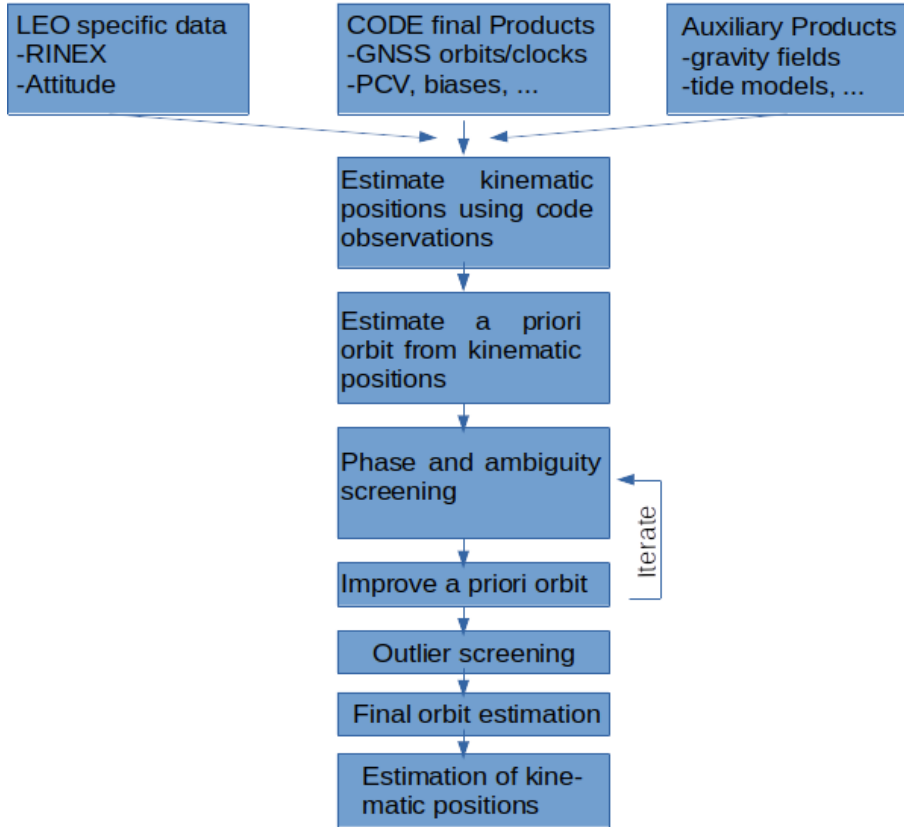 LEO specific data
-RINEX
-Attitude
CODE final Products
-GNSS orbits/clocks
-PCV, biases, ...
Auxiliary Products
-gravity fields
-tide models, ...
Estimate kinematic
positions using code
observations
Estimate a priori
orbit from kinematic
positions
Phase and ambiguity
screening
Iterate
Improve a priori orbit
Outlier screening
Final orbit estimation
Estimation of kine-
matic positions